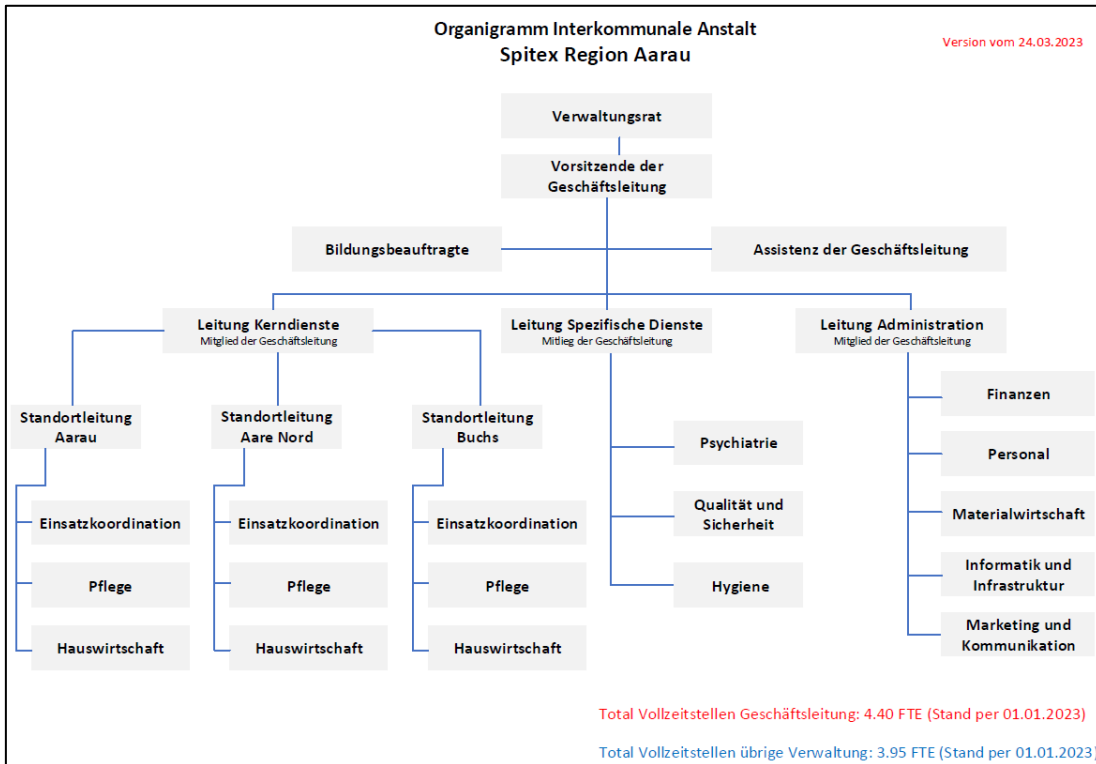 Organigramm Interkommunale Anstalt
Spitex Region Aarau
Version vom 24.03.2023
Verwaltungsrat
Vorsitzende der
Geschäftsleitung
Bildungsbeauftragte
Assistenz der Geschäftsleitung
Leitung Kerndienste
Mitglied der Geschäftsleitung
Leitung Spezifische Dienste
Mitlieg der Geschäftsleitung
Leitung Administration
Mitglied der Geschäftsleitung
Standortleitung
Aarau
Standortleitung
Aare Nord
Standortleitung
Buchs
Einsatzkoordination
Pflege
Hauswirtschaft
Einsatzkoordination
Pflege
Hauswirtschaft
Einsatzkoordination
Pflege
Hauswirtschaft
Psychiatrie
Qualität und
Sicherheit
Hygiene
Finanzen
Personal
Materialwirtschaft
Informatik und
Infrastruktur
Marketing und
Kommunikation
Total Vollzeitstellen Geschäftsleitung: 4.40 FTE (Stand per 01.01.2023)
Total Vollzeitstellen übrige Verwaltung: 3.95 FTE (Stand per 01.01.2023)